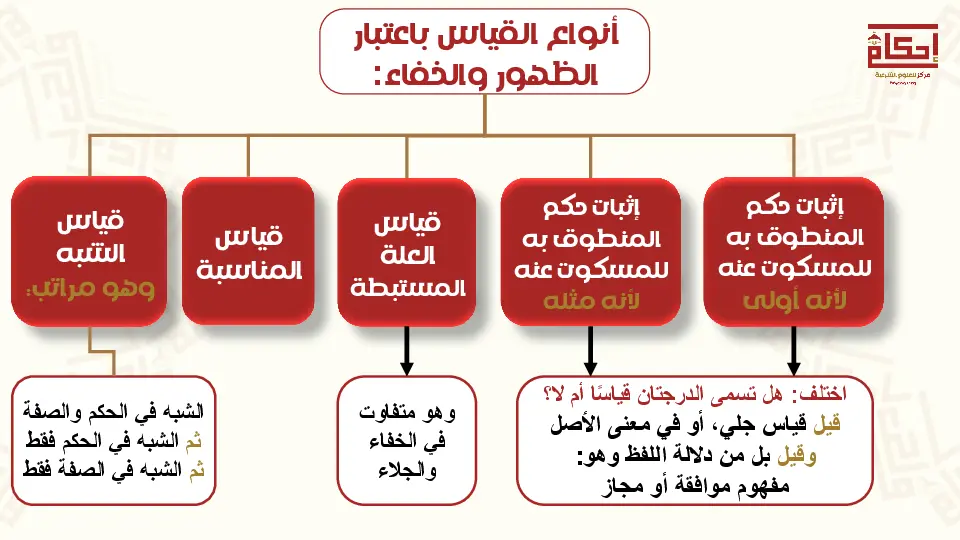 أنواع القياس باعتبار
الظهور والخفاء:
إحكام
مركز للعلوم الشرعية
إثبات حكم
المنطوق به
للمسكوت عنه
لأنه أولى
إثبات حكم
المنطوق به
للمسكوت عنه
لأنه مثله
قياس
العلة
المستبطة
قياس
المناسبة
قياس
الشبه
وهو مراتب:
اختلف: هل تسمى الدرجتان قياسًا أم لا؟
قيل قياس جلي، أو في معنى الأصل
وقيل بل من دلالة اللفظ وهو:
مفهوم موافقة أو مجاز
وهو متفاوت
في الخفاء
والجلاء
الشبه في الحكم والصفة
ثم الشبه في الحكم فقط
ثم الشبه في الصفة فقط